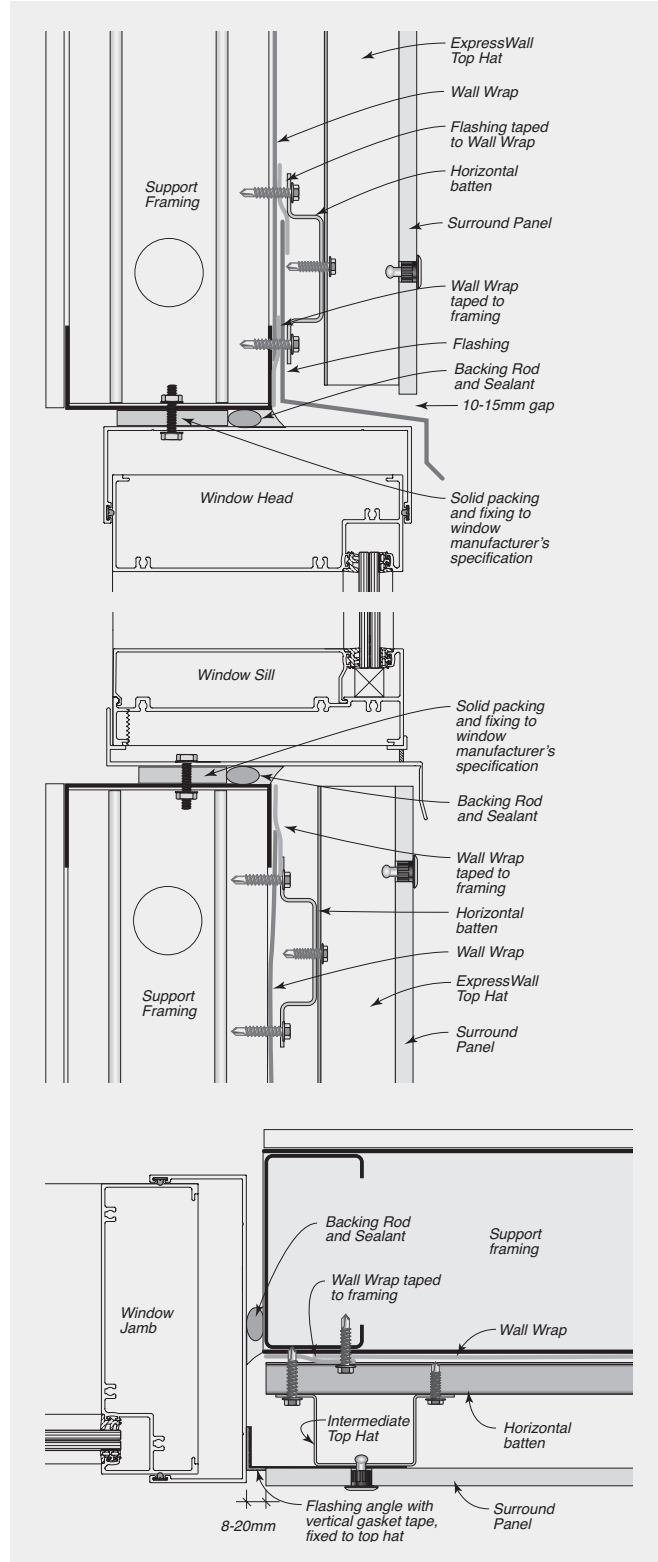 ExpressWall
Top Hat
Wall Wrap
Flashing taped
to Wall Wrap
Support
Framing
Horizontal
batten
Surround Panel
Wall Wrap
taped to
framing
Flashing
Backing Rod
and Sealant
10-15mm gap
Window Head
Solid packing
and fixing to
window
manufacturer's
specification
Window Sill
Solid packing
and fixing to
window
manufacturer's
specification
Backing Rod
and Sealant
Wall Wrap
taped to
framing
Horizontal
batten
Wall Wrap
Support
Framing
ExpressWall
Top Hat
Surround
Panel
Backing Rod
and Sealant
Support
framing
Wall Wrap taped
to framing
Window
Jamb
Wall Wrap
Intermediate
Top Hat
Horizontal
batten
8-20mm
Flashing angle with
vertical gasket tape,
fixed to top hat
Surround
Panel